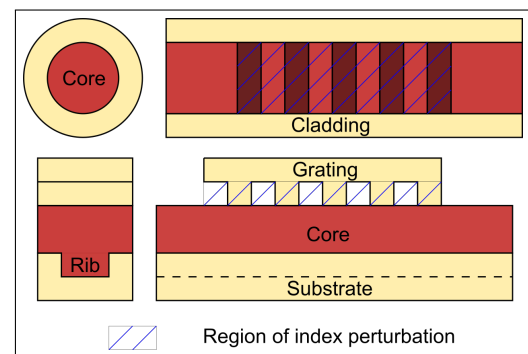 Core
Cladding
Grating
Core
Rib
Substrate
Region of index perturbation